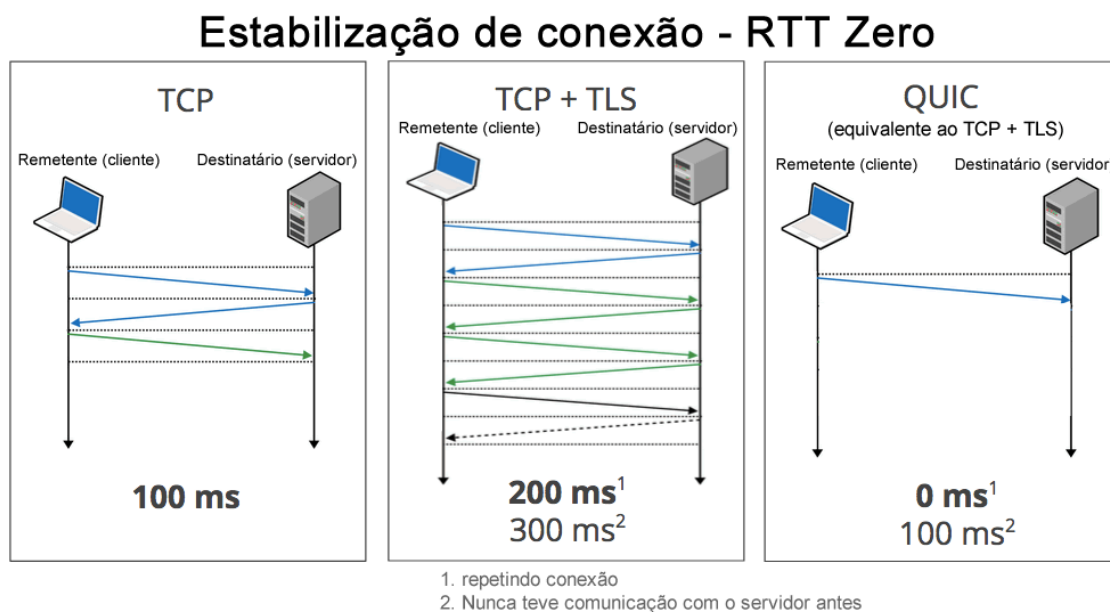 Estabilização de conexão - RTT Zero
TCP
Remetente (cliente) Destinatário (servidor)
100 ms
TCP + TLS
Remetente (cliente) Destinatário (servidor)
200 ms¹
300 ms²
QUIC
(equivalente ao TCP + TLS)
Remetente (cliente) Destinatário (servidor)
0 ms¹
100 ms²
1. repetindo conexão
2. Nunca teve comunicação com o servidor antes